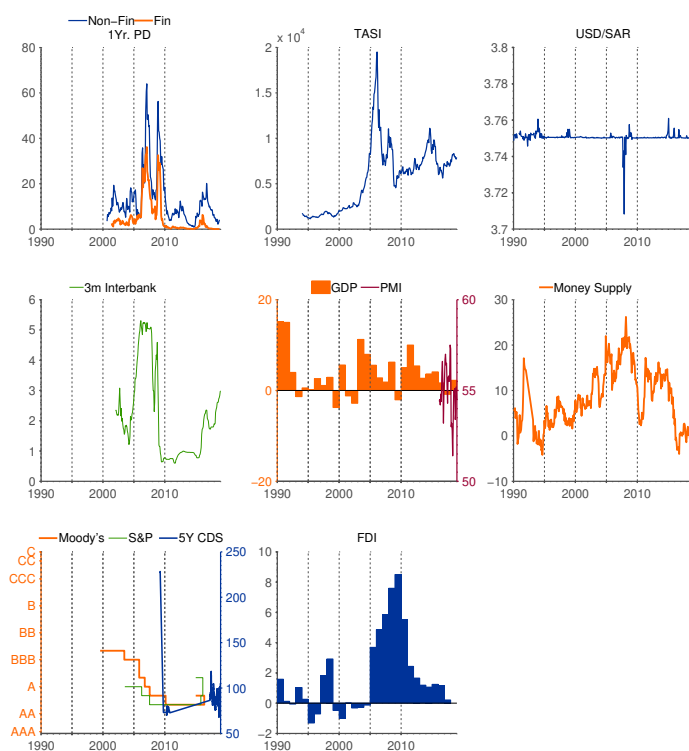 Non−Fin Fin
1Yr. PD
80
60
40
20
0
1990 2000 2010
TASI
2 × 10⁴
1.5
1
0.5
0
1990 2000 2010
USD/SAR
3.8
3.78
3.76
3.74
3.72
3.7
1990 2000 2010
3m Interbank
6
5
4
3
2
1
0
1990 2000 2010
GDP PMI
20 60
0 55
−20 50
1990 2000 2010
Money Supply
30
20
10
0
−10
1990 2000 2010
Moody's S&P 5Y CDS
C 250
CC
CCC 200
B
BB 150
BBB
A 100
AA
AAA 50
1990 2000 2010
FDI
10
8
6
4
2
0
−2
1990 2000 2010